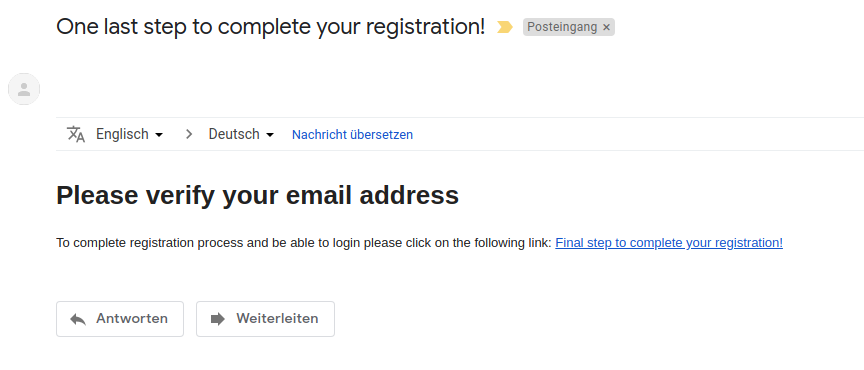 One last step to complete your registration! Posteingang ×
Englisch Deutsch Nachricht übersetzen
Please verify your email address
To complete registration process and be able to login please click on the following link: Final step to complete your registration!
Antworten Weiterleiten